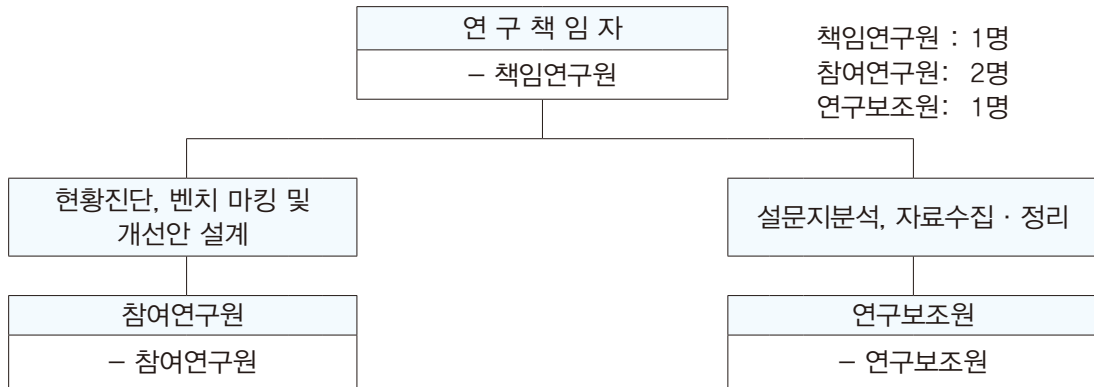 연 구 책 임 자
– 책임연구원
책임연구원 : 1명
참여연구원: 2명
연구보조원: 1명
현황진단, 벤치 마킹 및
개선안 설계
설문지분석, 자료수집 · 정리
참여연구원
– 참여연구원
연구보조원
– 연구보조원